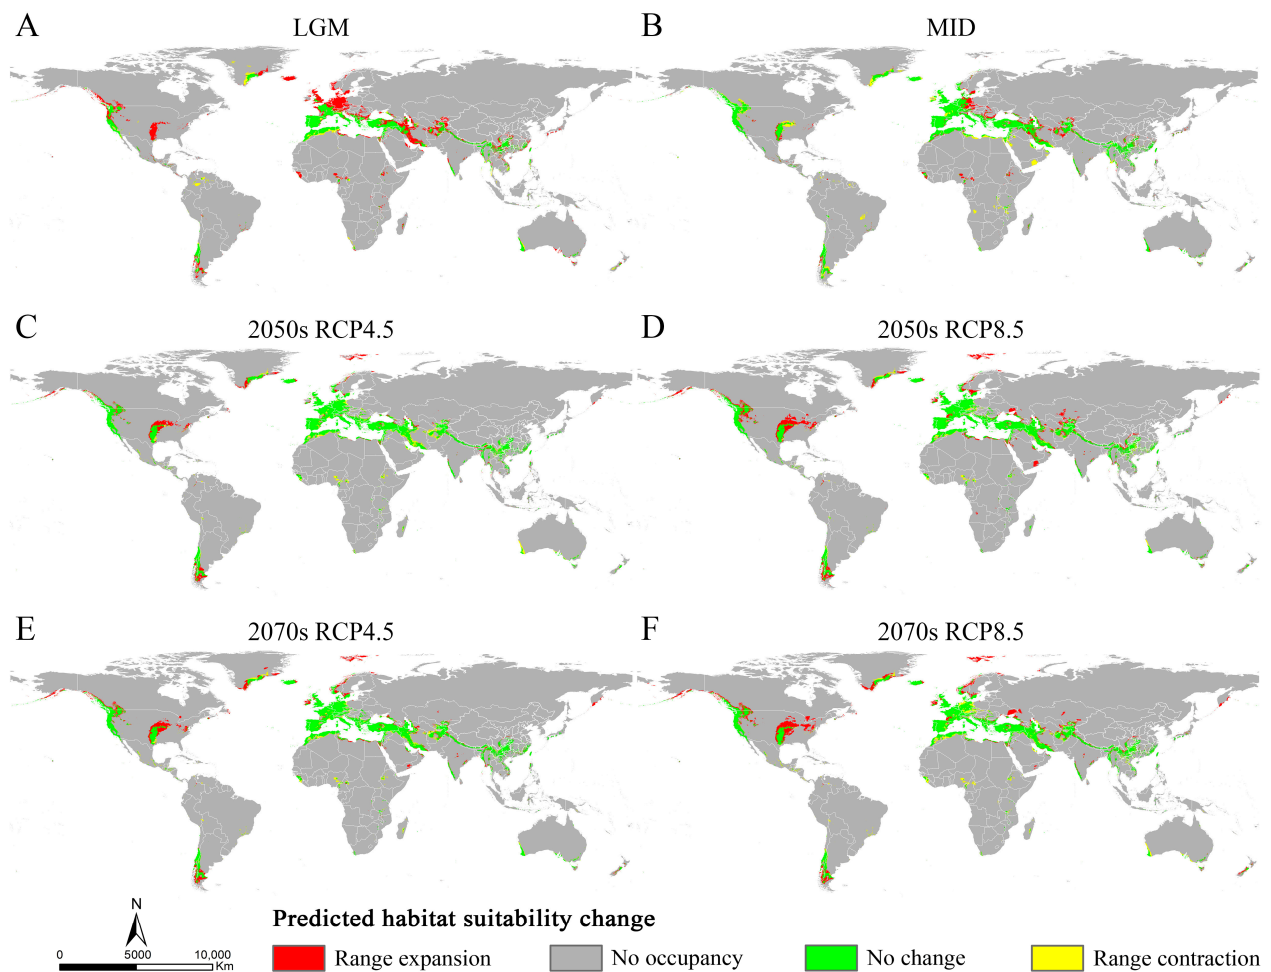 A
LGM
B
MID
C
2050s RCP4.5
D
2050s RCP8.5
E
2070s RCP4.5
F
2070s RCP8.5
N
0 5000 10,000
Km
Predicted habitat suitability change
Range expansion
No occupancy
No change
Range contraction